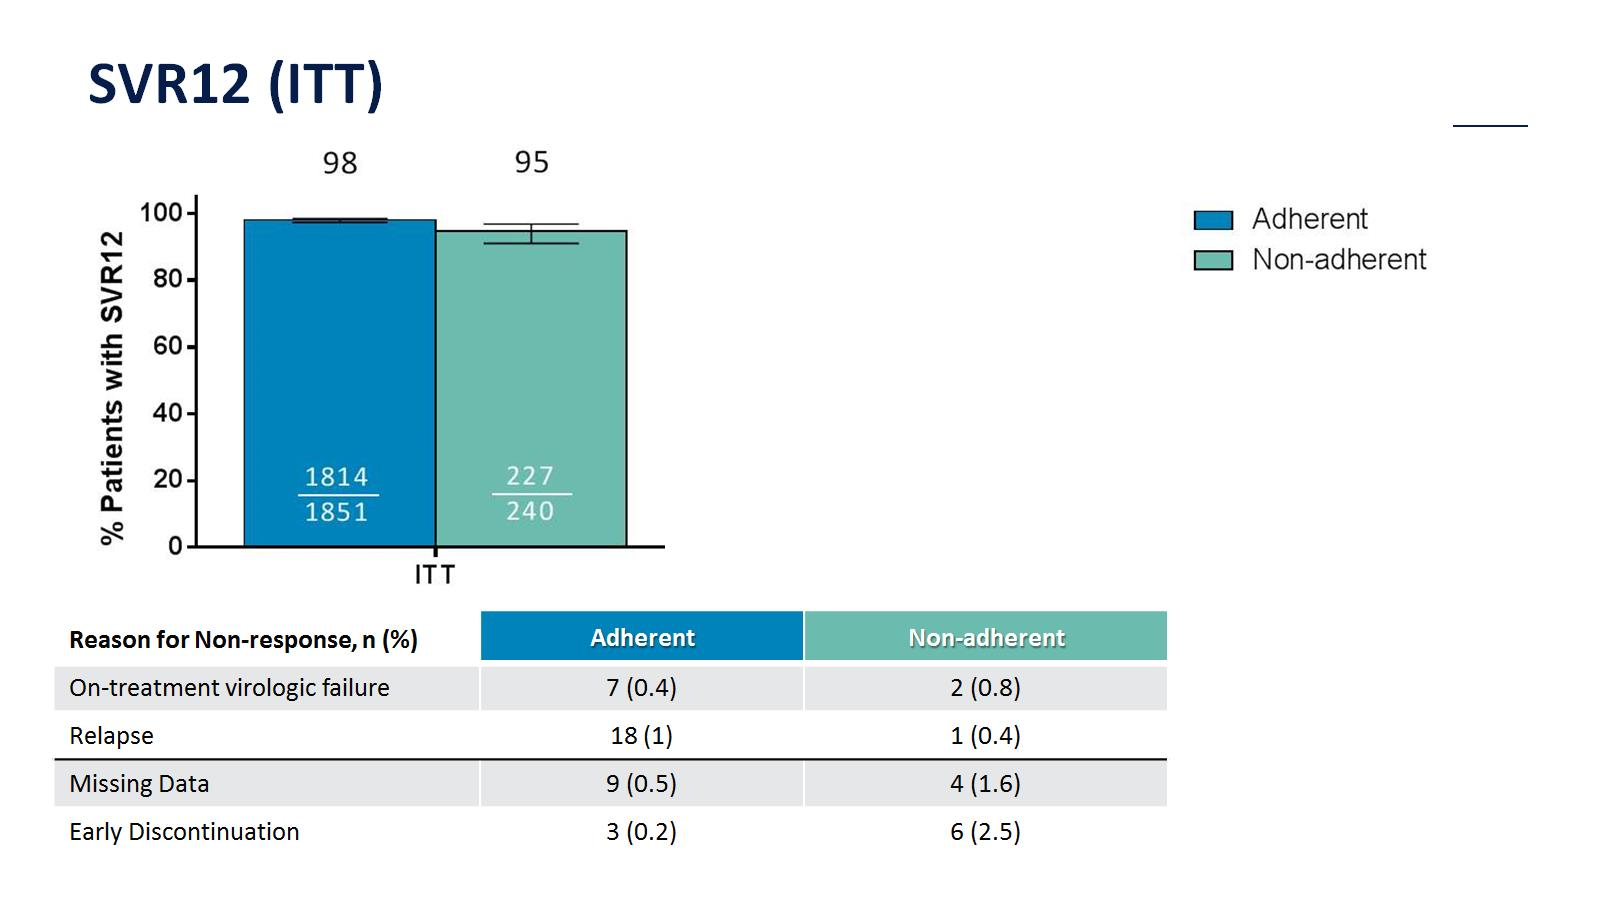 SVR12 (ITT)
98
95
% Patients with SVR12
100
80
60
40
20
0
1814
1851
227
240
ITT
Adherent
Non-adherent
Reason for Non-response, n (%) Adherent Non-adherent
On-treatment virologic failure 7 (0.4) 2 (0.8)
Relapse 18 (1) 1 (0.4)
Missing Data 9 (0.5) 4 (1.6)
Early Discontinuation 3 (0.2) 6 (2.5)